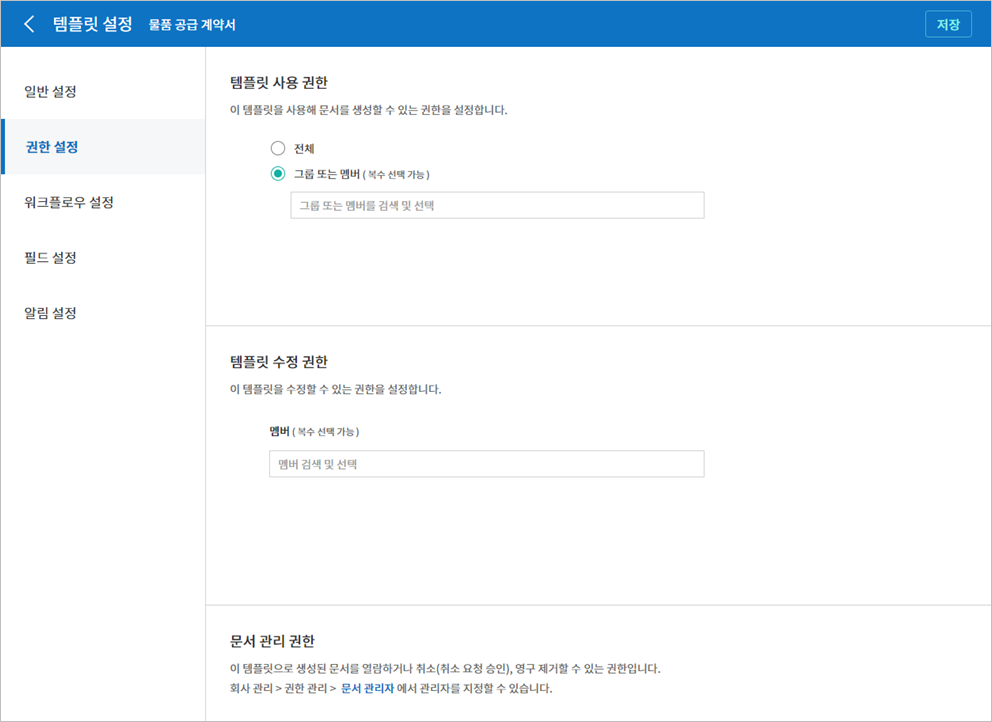 템플릿 설정 물품 공급 계약서 저장
일반 설정
권한 설정
워크플로우 설정
필드 설정
알림 설정
템플릿 사용 권한
이 템플릿을 사용해 문서를 생성할 수 있는 권한을 설정합니다.
전체
그룹 또는 멤버 ( 복수 선택 가능 )
그룹 또는 멤버를 검색 및 선택
템플릿 수정 권한
이 템플릿을 수정할 수 있는 권한을 설정합니다.
멤버 ( 복수 선택 가능 )
멤버 검색 및 선택
문서 관리 권한
이 템플릿으로 생성된 문서를 열람하거나 취소(취소 요청 승인), 영구 제거할 수 있는 권한입니다.
회사 관리 > 권한 관리 > 문서 관리자 에서 관리자를 지정할 수 있습니다.